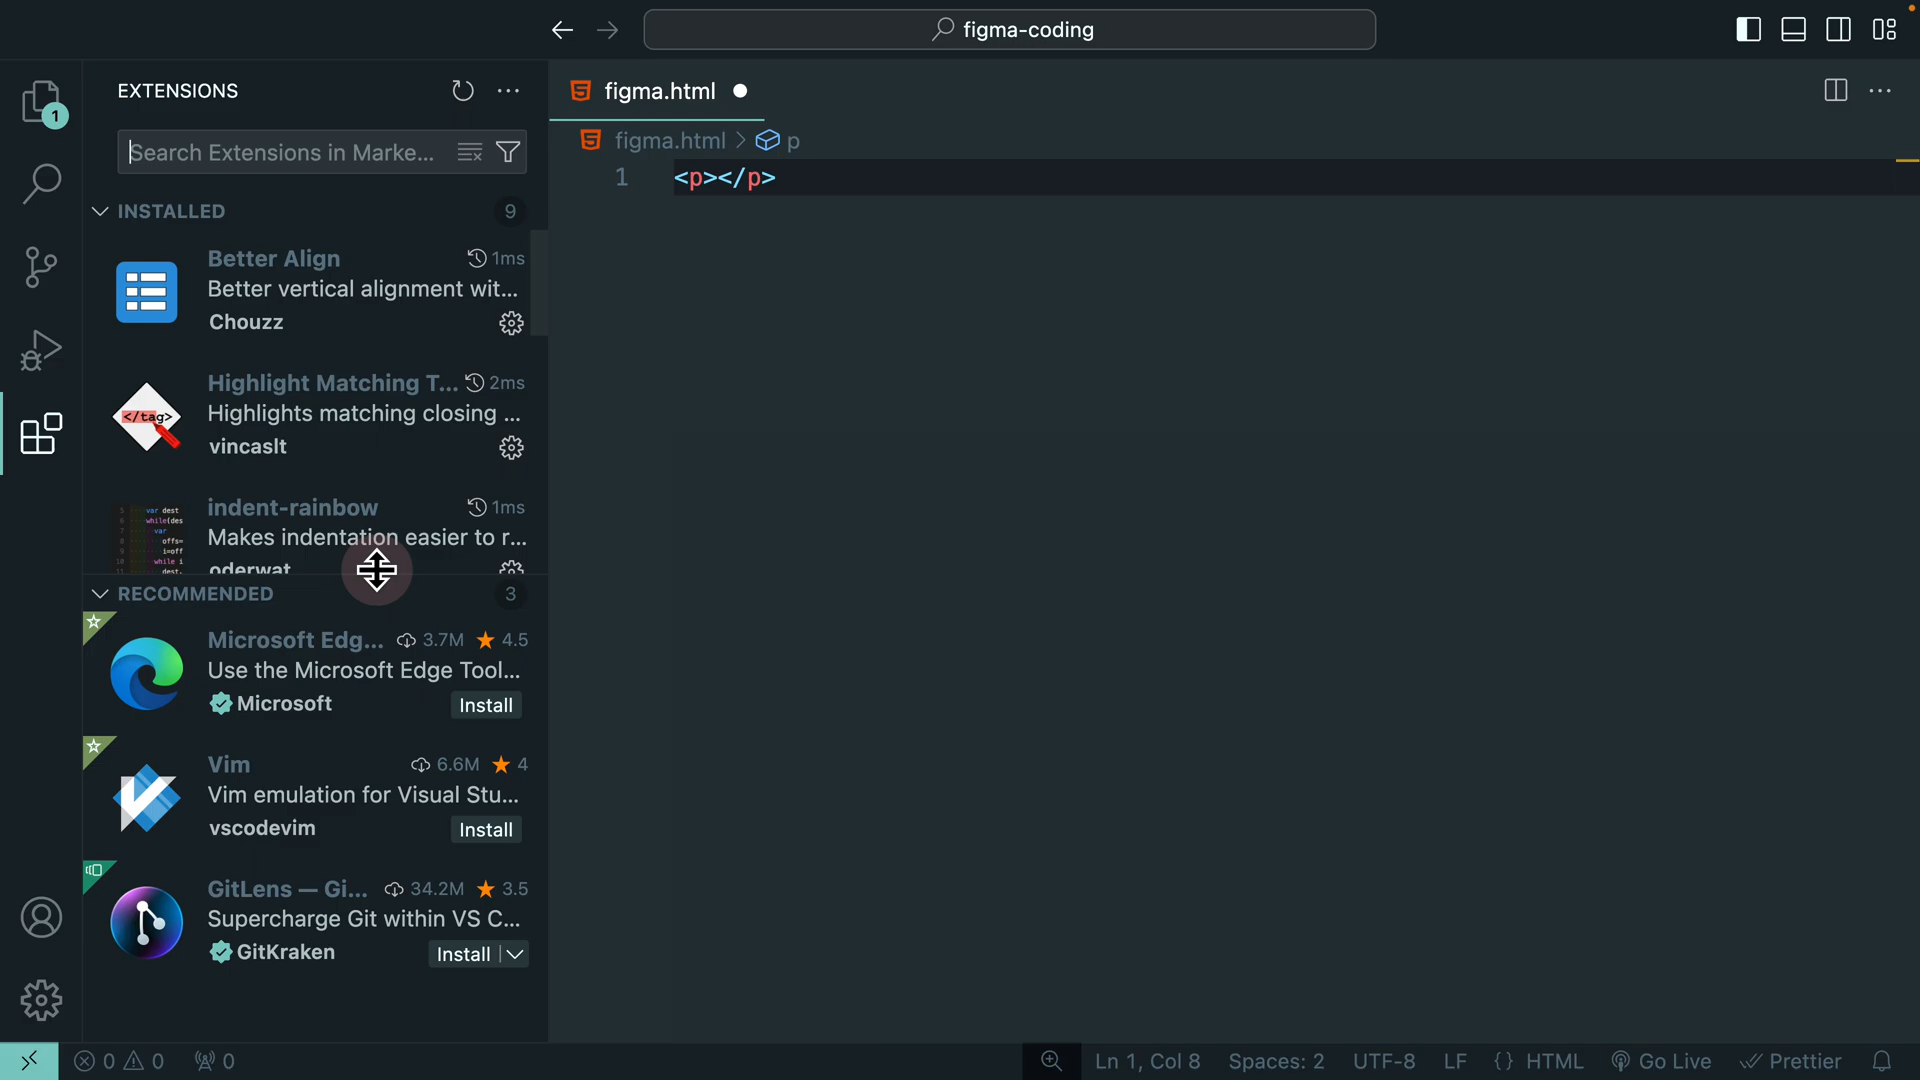 figma-coding
EXTENSIONS
1
Search Extensions in Marke...
INSTALLED 9
Better Align 1ms
Better vertical alignment wit...
Chouzz
Highlight Matching T... 2ms
Highlights matching closing ...
vincaslt
</tag>
indent-rainbow 1ms
Makes indentation easier to r...
oderwat
RECOMMENDED 3
Microsoft Edg... 3.7M 4.5
Use the Microsoft Edge Tool...
Microsoft Install
Vim 6.6M 4
Vim emulation for Visual Stu...
vscodevim Install
GitLens — Gi... 34.2M 3.5
Supercharge Git within VS C...
GitKraken Install
figma.html
figma.html > p
1 <p></p>
0 0 0
Ln 1, Col 8 Spaces: 2 UTF-8 LF {} HTML Go Live Prettier